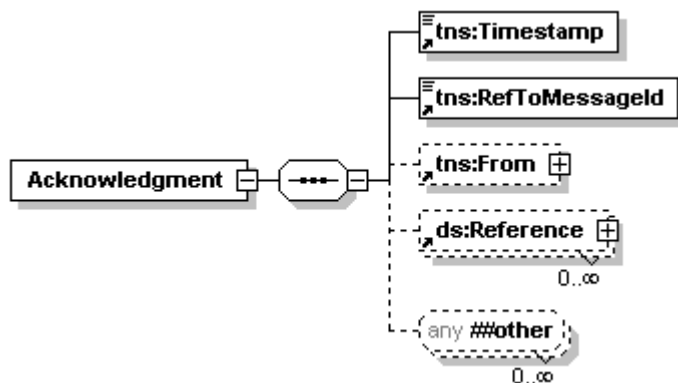 tns:Timestamp
tns:RefToMessageId
Acknowledgment
tns:From
ds:Reference
0..∞
any ##other
0..∞